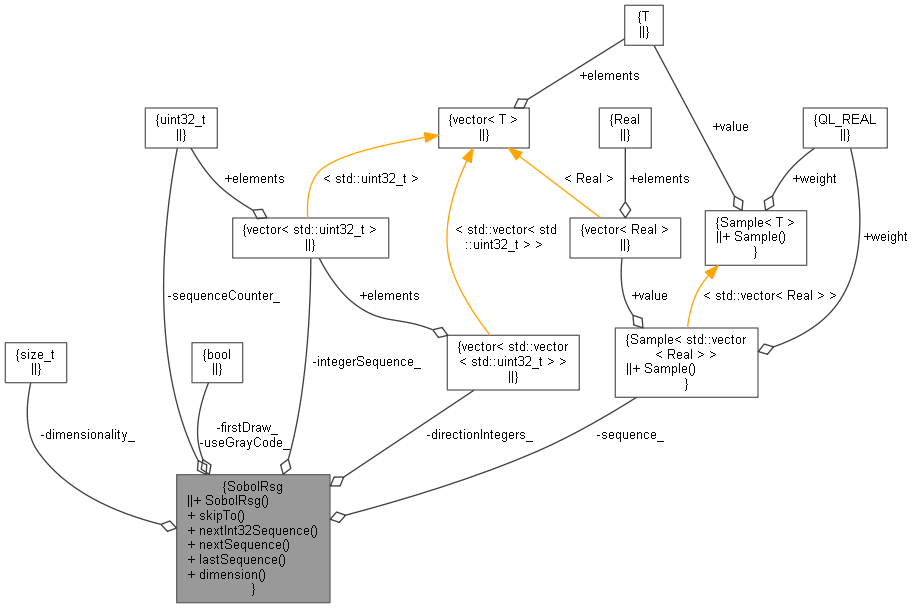 {T
||}
+elements
{uint32_t
||}
{vector< T >
||}
{Real
||}
+value
{QL_REAL
||}
+elements
< std::uint32_t >
< Real >
+elements
+weight
{vector< std::uint32_t >
||}
< std::vector< std
::uint32_t > >
{vector< Real >
||}
{Sample< T >
||+ Sample()
}
+weight
-sequenceCounter_
+elements
+value
< std::vector< Real > >
{size_t
||}
{bool
||}
-integerSequence_
{vector< std::vector
< std::uint32_t > >
||}
{Sample< std::vector
< Real > >
||+ Sample()
}
-dimensionality_
-firstDraw_
-useGrayCode_
-directionIntegers_
-sequence_
{SobolRsg
||+ SobolRsg()
+ skipTo()
+ nextInt32Sequence()
+ nextSequence()
+ lastSequence()
+ dimension()
}